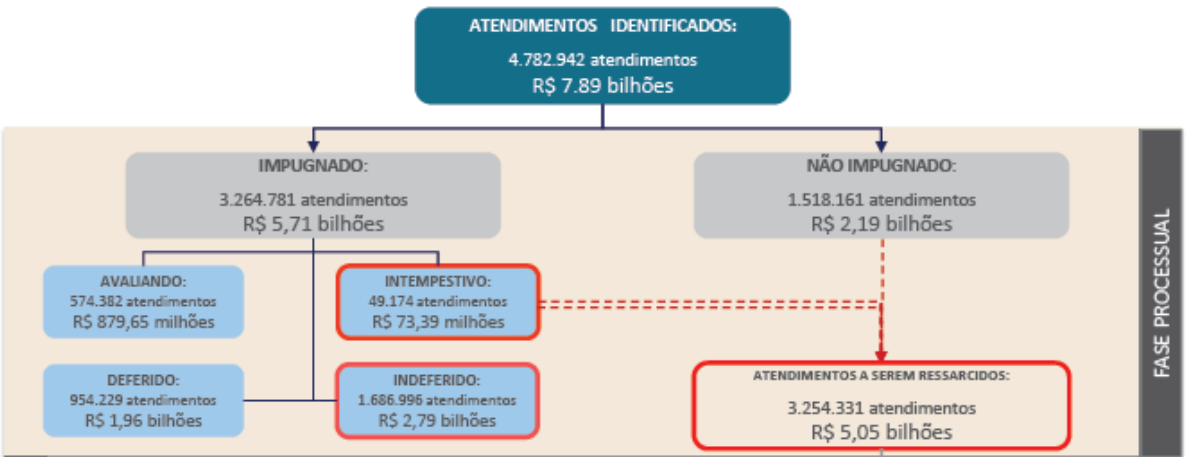 ATENDIMENTOS IDENTIFICADOS:
4.782.942 atendimentos
R$ 7.89 bilhões
IMPUGNADO:
3.264.781 atendimentos
R$ 5,71 bilhões
NÃO IMPUGNADO:
1.518.161 atendimentos
R$ 2,19 bilhões
AVALIANDO:
574.382 atendimentos
R$ 879,65 milhões
INTEMPESTIVO:
49.174 atendimentos
R$ 73,39 milhões
DEFERIDO:
954.229 atendimentos
R$ 1,96 bilhões
INDEFERIDO:
1.686.996 atendimentos
R$ 2,79 bilhões
ATENDIMENTOS A SEREM RESSARCIDOS:
3.254.331 atendimentos
R$ 5,05 bilhões
FASE PROCESSUAL